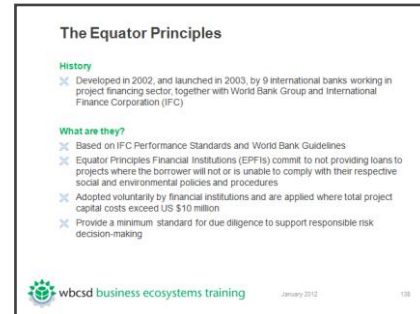 The Equator Principles
History
Developed in 2002, and launched in 2003, by 9 international banks working in
project financing sector, together with World Bank Group and International
Finance Corporation (IFC)
What are they?
Based on IFC Performance Standards and World Bank Guidelines
Equator Principles Financial Institutions (EPFIs) commit to not providing loans to
projects where the borrower will not or is unable to comply with their respective
social and environmental policies and procedures
Adopted voluntarily by financial institutions and are applied where total project
capital costs exceed US $10 million
Provide a minimum standard for due diligence to support responsible risk
decision-making
wbcsd business ecosystems training January 2012